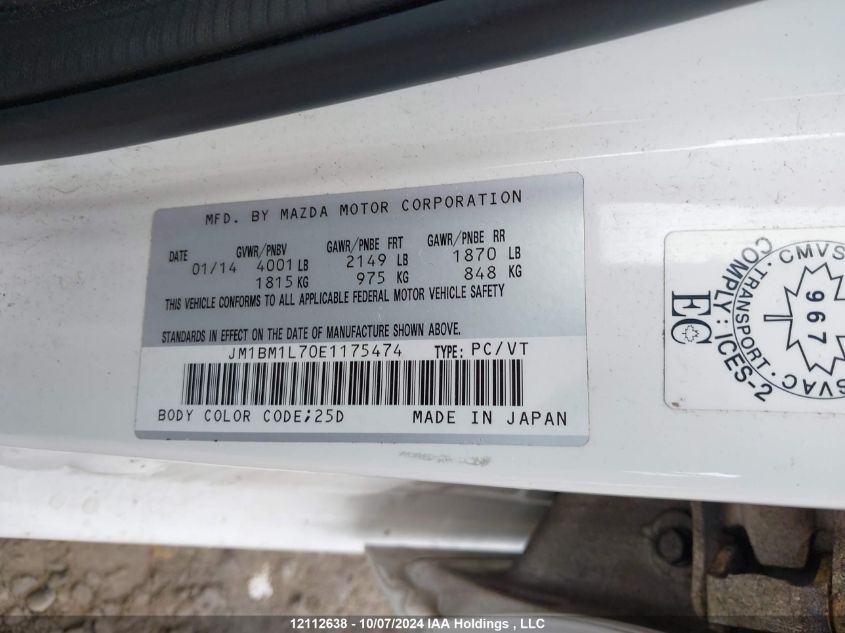 MFD. BY MAZDA MOTOR CORPORATION
DATE GVWR/PNBV GAWR/PNBE FRT GAWR/PNBE RR
01/14 4001 LB 2149 LB 1870 LB
1815 KG 975 KG 848 KG
THIS VEHICLE CONFORMS TO ALL APPLICABLE FEDERAL MOTOR VEHICLE SAFETY
STANDARDS IN EFFECT ON THE DATE OF MANUFACTURE SHOWN ABOVE.
JM1BM1L70E1175474 TYPE: PC/VT
BODY COLOR CODE;25D MADE IN JAPAN
EC
COMPLY: ICES-2
TRANSPORT
CMVS
967
SVAC
12112638 - 10/07/2024 IAA Holdings , LLC